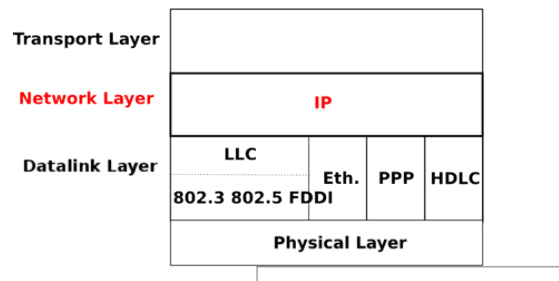 Transport Layer
Network Layer
IP
Datalink Layer
LLC
802.3 802.5 FDDI
Eth.
PPP
HDLC
Physical Layer